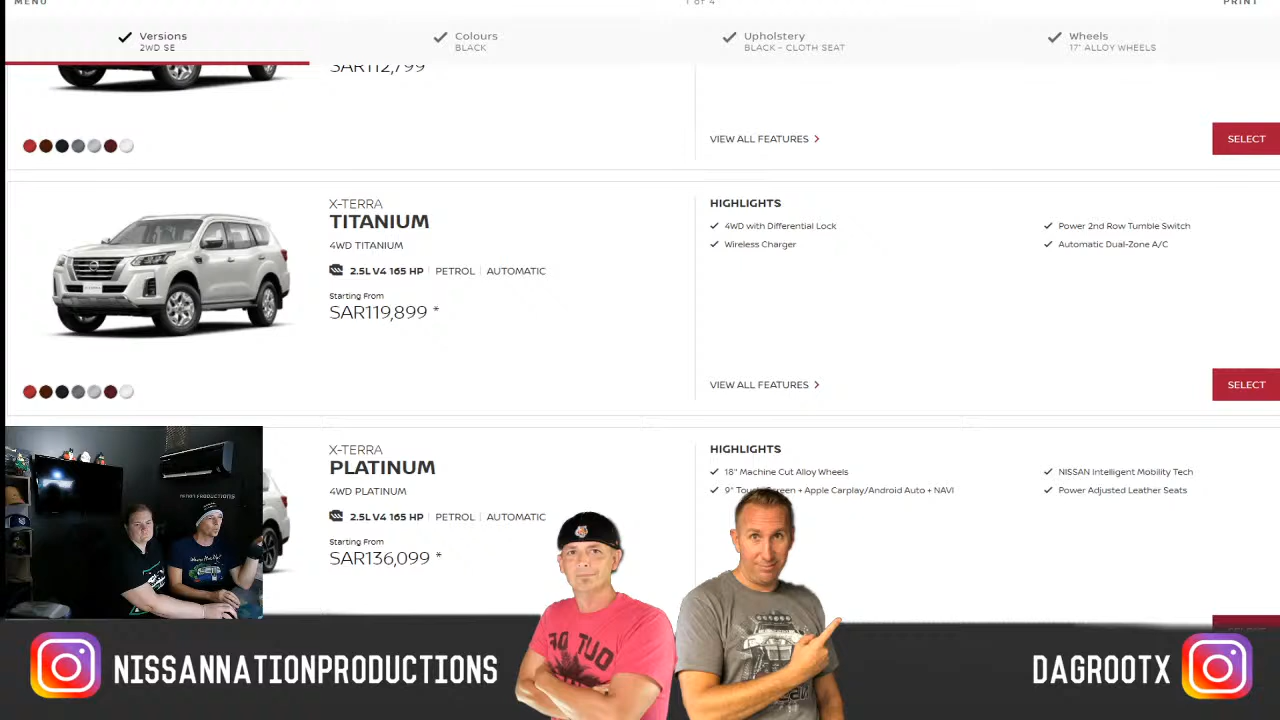 MENU
1 of 4
PRINT
Versions
2WD SE
Colours
BLACK
Upholstery
BLACK - CLOTH SEAT
Wheels
17" ALLOY WHEELS
SAR112,799
VIEW ALL FEATURES
SELECT
X-TERRA
TITANIUM
4WD TITANIUM
2.5L V4 165 HP | PETROL | AUTOMATIC
Starting From
SAR119,899 *
HIGHLIGHTS
4WD with Differential Lock
Wireless Charger
Power 2nd Row Tumble Switch
Automatic Dual-Zone A/C
VIEW ALL FEATURES
SELECT
X-TERRA
PLATINUM
4WD PLATINUM
2.5L V4 165 HP | PETROL | AUTOMATIC
Starting From
SAR136,099 *
HIGHLIGHTS
18" Machine Cut Alloy Wheels
9" Touch Screen + Apple Carplay/Android Auto + NAVI
NISSAN Intelligent Mobility Tech
Power Adjusted Leather Seats
NISSANNATIONPRODUCTIONS
DAGROOTX